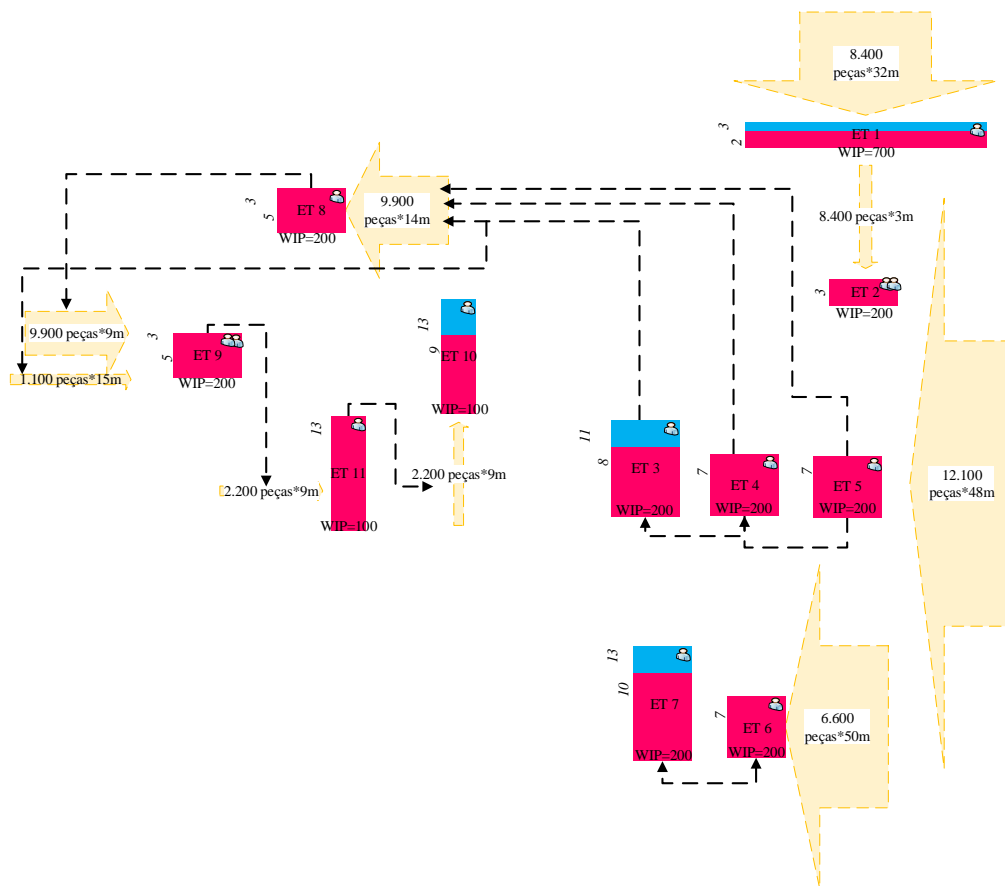 8.400
peças*32m
3
2
ET 1
WIP=700
8.400 peças*3m
3
ET 2
WIP=200
9.900
peças*14m
3
5
ET 8
WIP=200
9.900 peças*9m
1.100 peças*15m
3
5
ET 9
WIP=200
13
9
ET 10
WIP=100
13
ET 11
WIP=100
2.200 peças*9m
2.200 peças*9m
11
8
ET 3
WIP=200
7
ET 4
WIP=200
7
ET 5
WIP=200
12.100
peças*48m
13
10
ET 7
WIP=200
7
ET 6
WIP=200
6.600
peças*50m